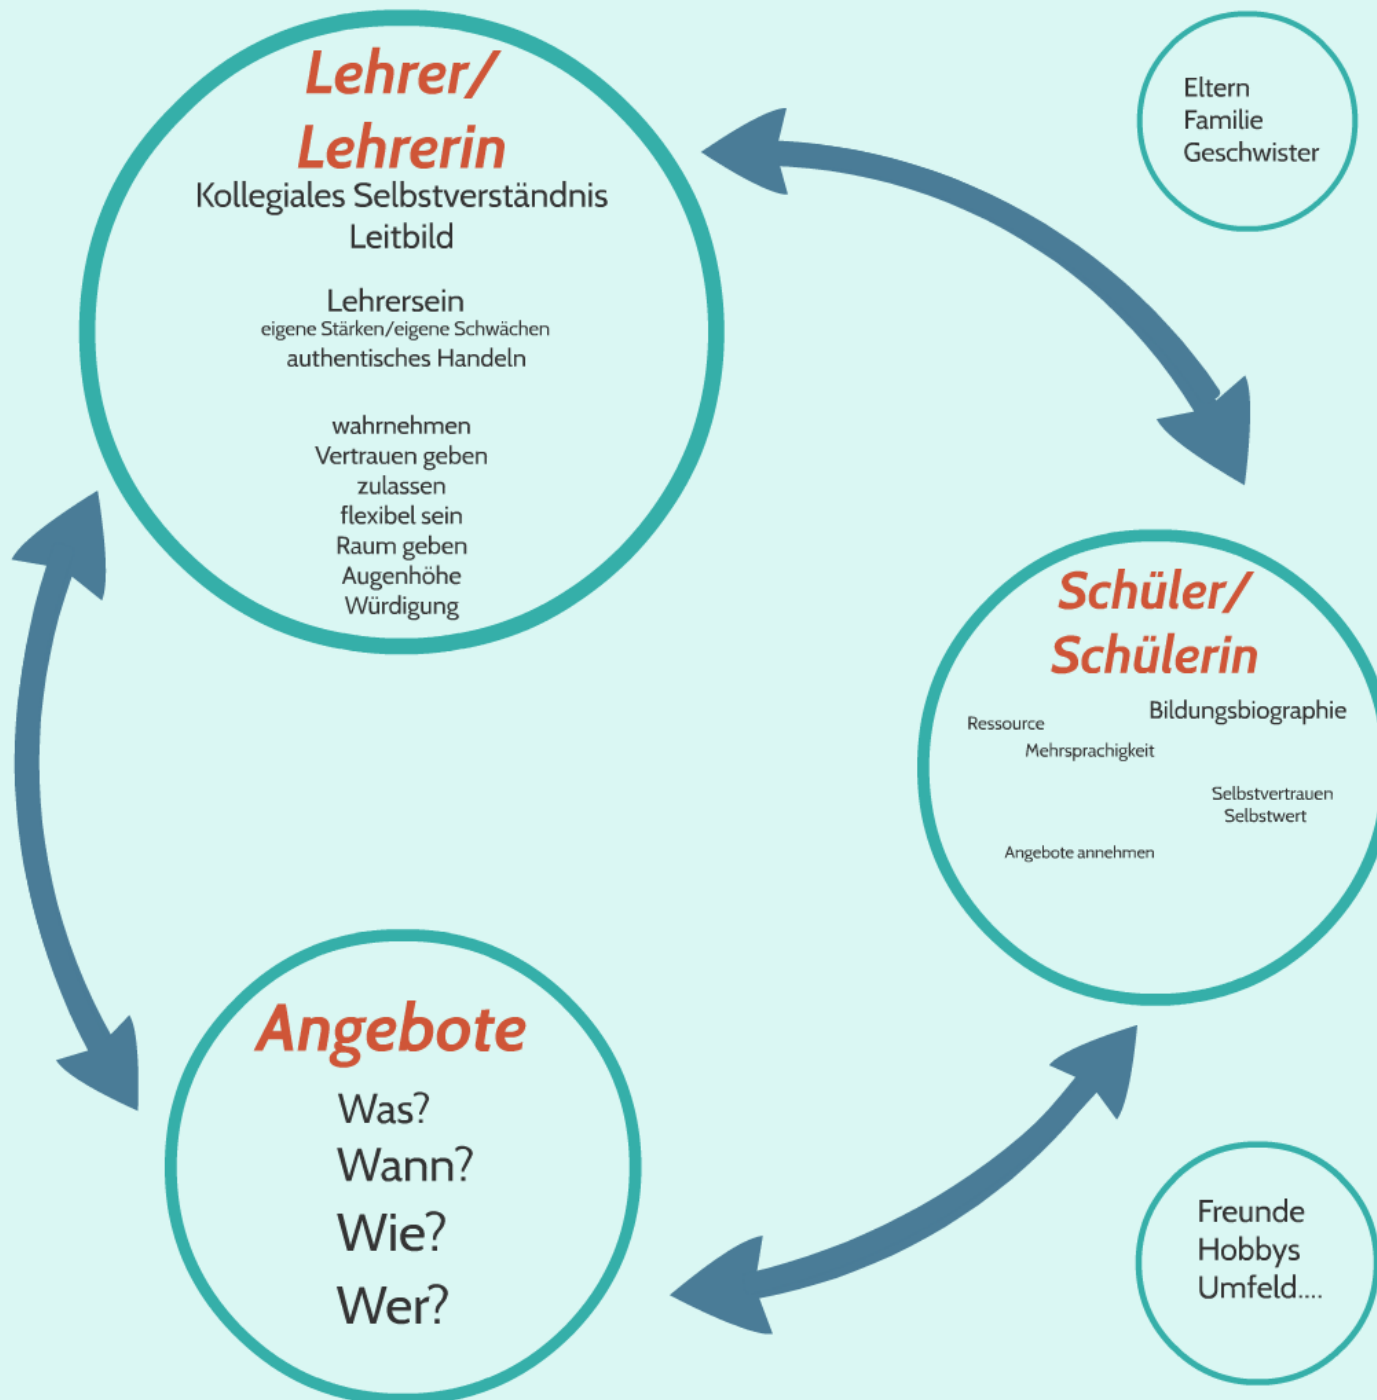 Lehrer/
Lehrerin
Kollegiales Selbstverständnis
Leitbild
Lehrersein
eigene Stärken/eigene Schwächen
authentisches Handeln
wahrnehmen
Vertrauen geben
zulassen
flexibel sein
Raum geben
Augenhöhe
Würdigung
Eltern
Familie
Geschwister
Schüler/
Schülerin
Bildungsbiographie
Ressource
Mehrsprachigkeit
Selbstvertrauen
Selbstwert
Angebote annehmen
Angebote
Was?
Wann?
Wie?
Wer?
Freunde
Hobbys
Umfeld....